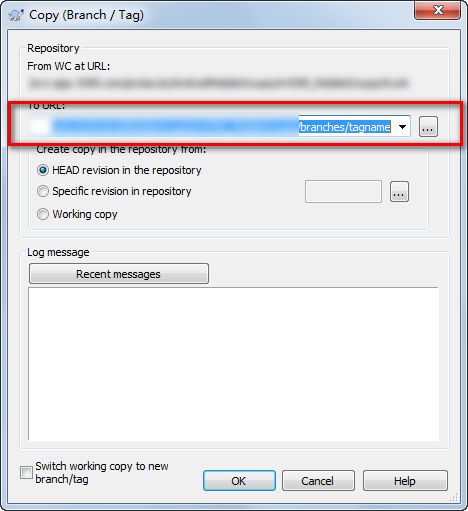 Copy (Branch / Tag)
Repository
From WC at URL:
To URL:
/branches/tagname
...
Create copy in the repository from:
HEAD revision in the repository
Specific revision in repository
...
Working copy
Log message
Recent messages
Switch working copy to new
branch/tag
OK
Cancel
Help